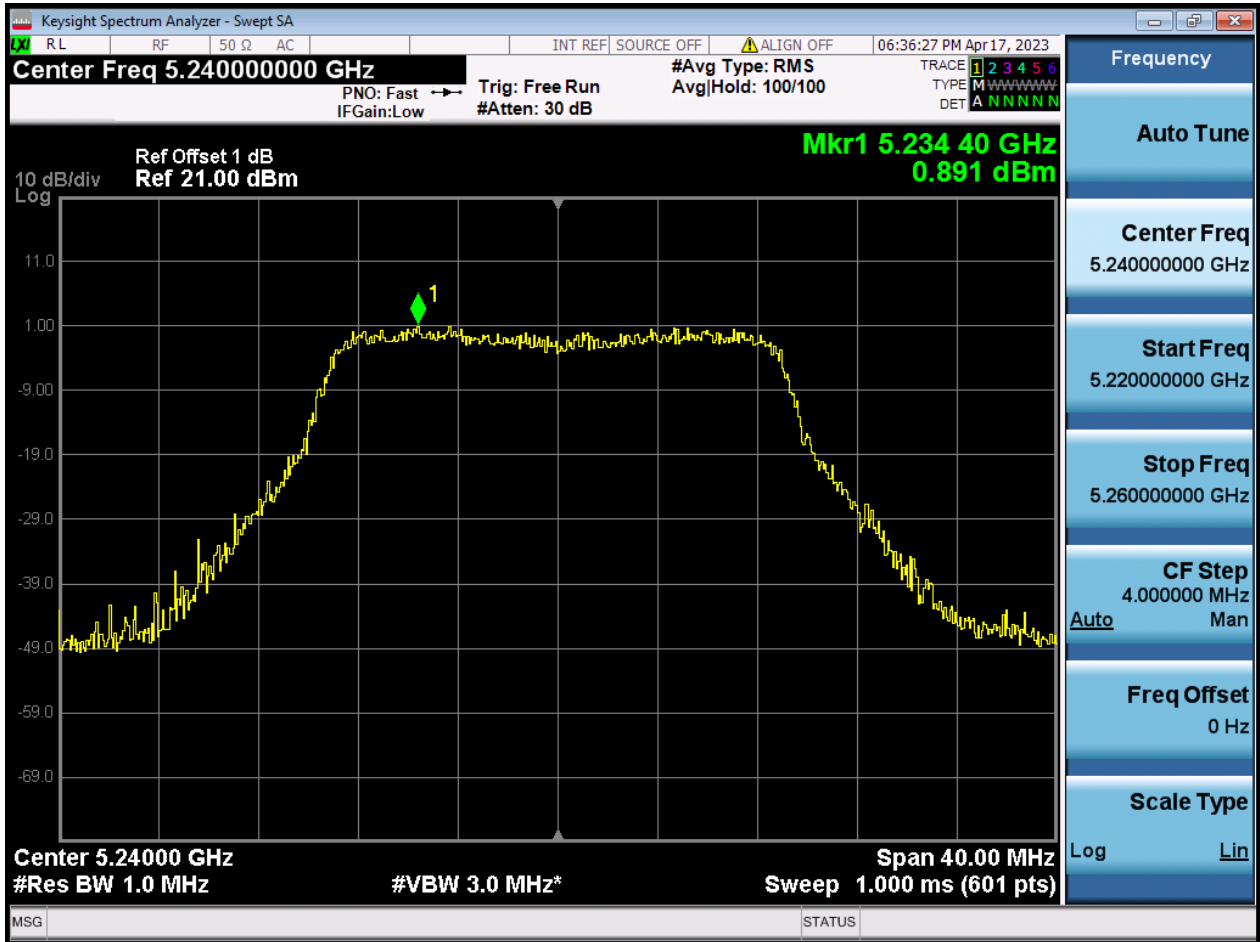 Keysight Spectrum Analyzer - Swept SA
LXI RL RF 50 Ω AC INT REF SOURCE OFF ALIGN OFF 06:36:27 PM Apr 17, 2023
Center Freq 5.240000000 GHz
PNO: Fast
IFGain:Low
Trig: Free Run
#Atten: 30 dB
#Avg Type: RMS
Avg|Hold: 100/100
TRACE 1 2 3 4 5 6
TYPE M WWWWW
DET A N N N N N
Mkr1 5.234 40 GHz
0.891 dBm
Ref Offset 1 dB
10 dB/div Ref 21.00 dBm
Log
1
11.0
1.00
-9.00
-19.0
-29.0
-39.0
-49.0
-59.0
-69.0
Center 5.24000 GHz Span 40.00 MHz
#Res BW 1.0 MHz #VBW 3.0 MHz* Sweep 1.000 ms (601 pts)
MSG STATUS
Frequency
Auto Tune
Center Freq
5.240000000 GHz
Start Freq
5.220000000 GHz
Stop Freq
5.260000000 GHz
CF Step
4.000000 MHz
Auto Man
Freq Offset
0 Hz
Scale Type
Log Lin